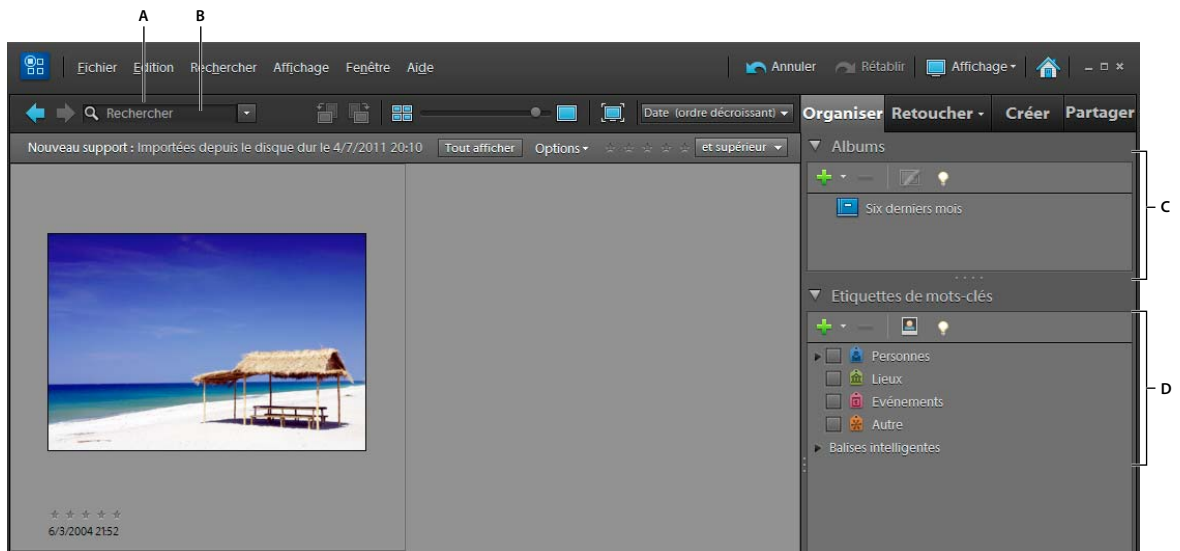 A B
Fichier Edition Rechercher Affichage Fenêtre Aide Annuler Rétablir Affichage
Rechercher Date (ordre décroissant) Organiser Retoucher Créer Partager
Nouveau support : Importées depuis le disque dur le 4/7/2011 20:10 Tout afficher Options et supérieur
Albums
Six derniers mois
C
Etiquettes de mots-clés
Personnes
Lieux
Evénements
D
Autre
Balises intelligentes
6/3/2004 21:52